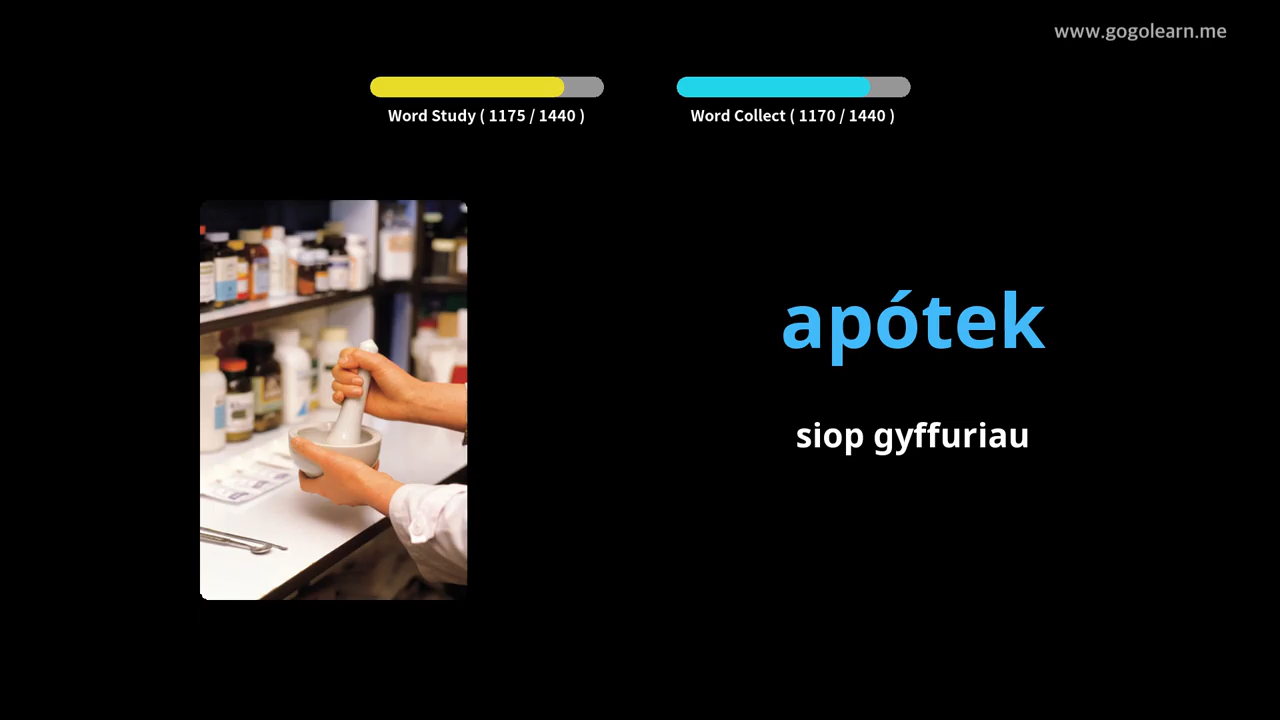 www.gogolearn.me
Word Study ( 1175 / 1440 )
Word Collect ( 1170 / 1440 )
apótek
siop gyffuriau